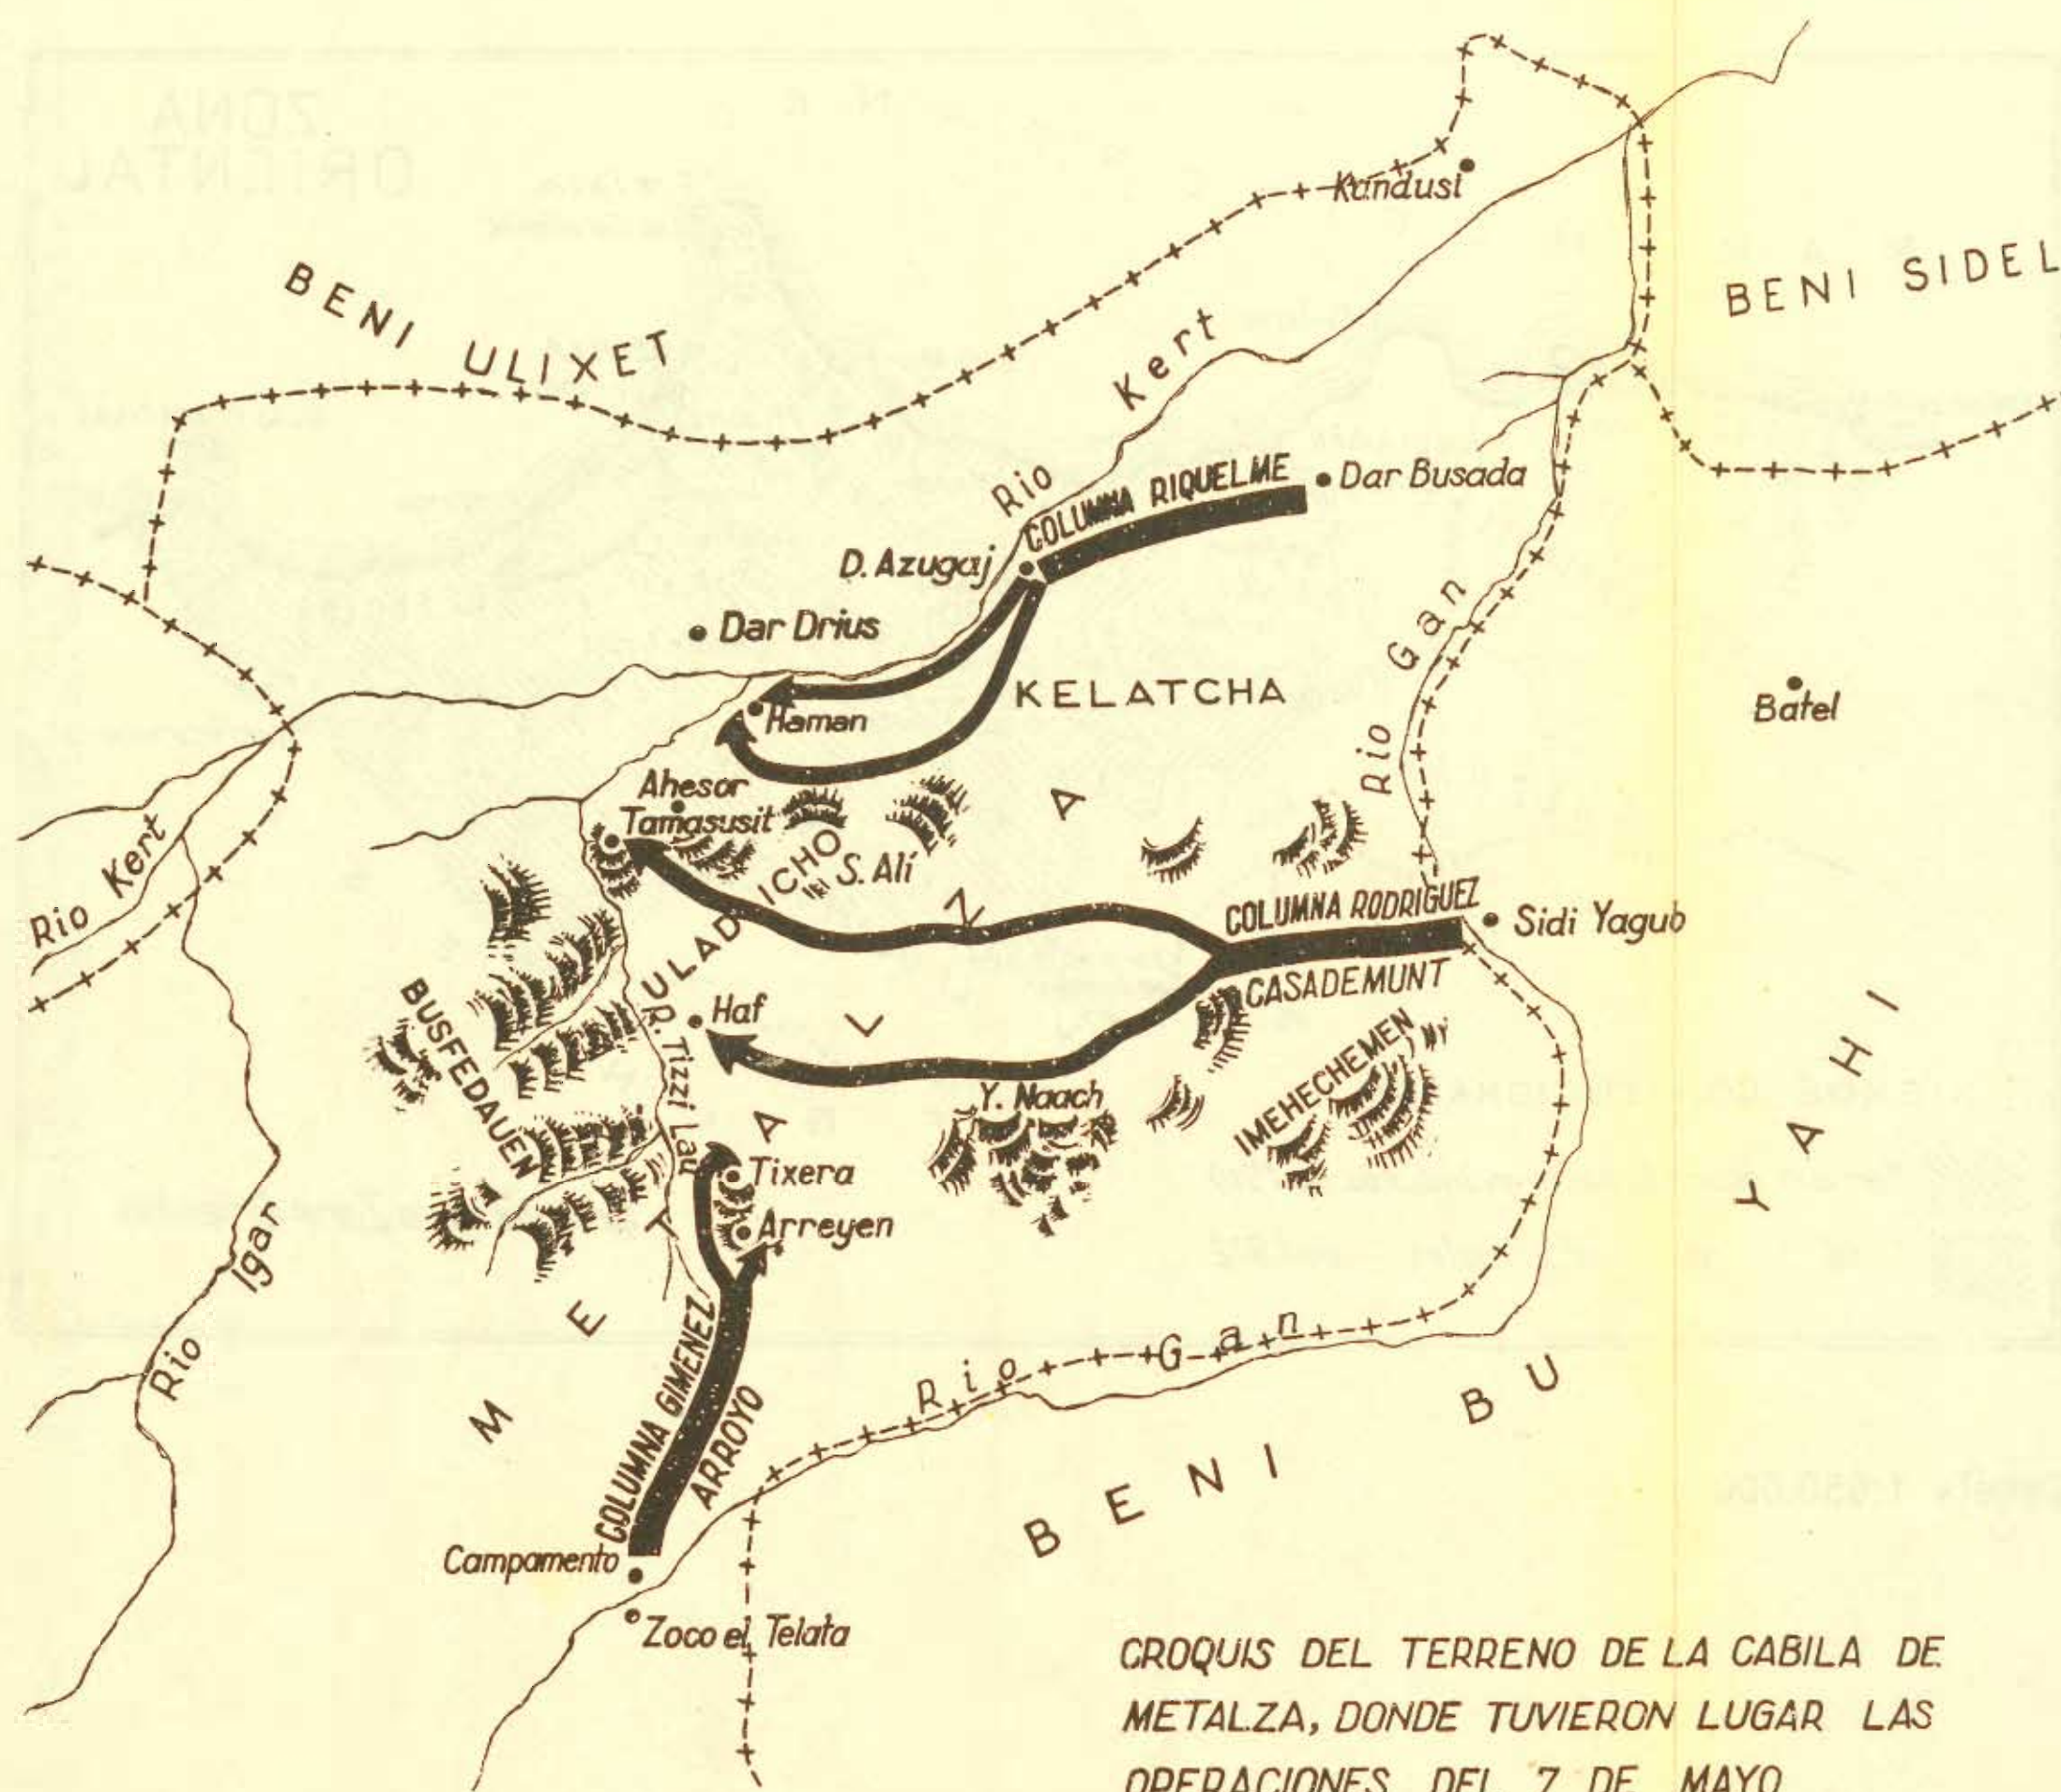 Kandusi
BENI SIDEL
BENI ULIXET
Rio Kert
COLUMNA RIQUELME
Dar Busada
D. Azugaj
Dar Drius
KELATCHA
Rio Gan
Batel
Haman
Ahesor
Tamasusit
S. Alí
ULAD ICHO
COLUMNA RODRIGUEZ
CASADEMUNT
Sidi Yagub
Rio Kert
Haf
BUSFEDAUEN
R. Tizzi Lau
Y. Naach
IMEHECHEMEN
METALZA
Tixera
Arreyen
Rio Igar
COLUMNA GIMENEZ
ARROYO
Rio Gan
BENI BU YAHI
Campamento
Zoco el Telata
CROQUIS DEL TERRENO DE LA CABILA DE
METALZA, DONDE TUVIERON LUGAR LAS
OPERACIONES DEL 7 DE MAYO
ZONA
ORIENTAL